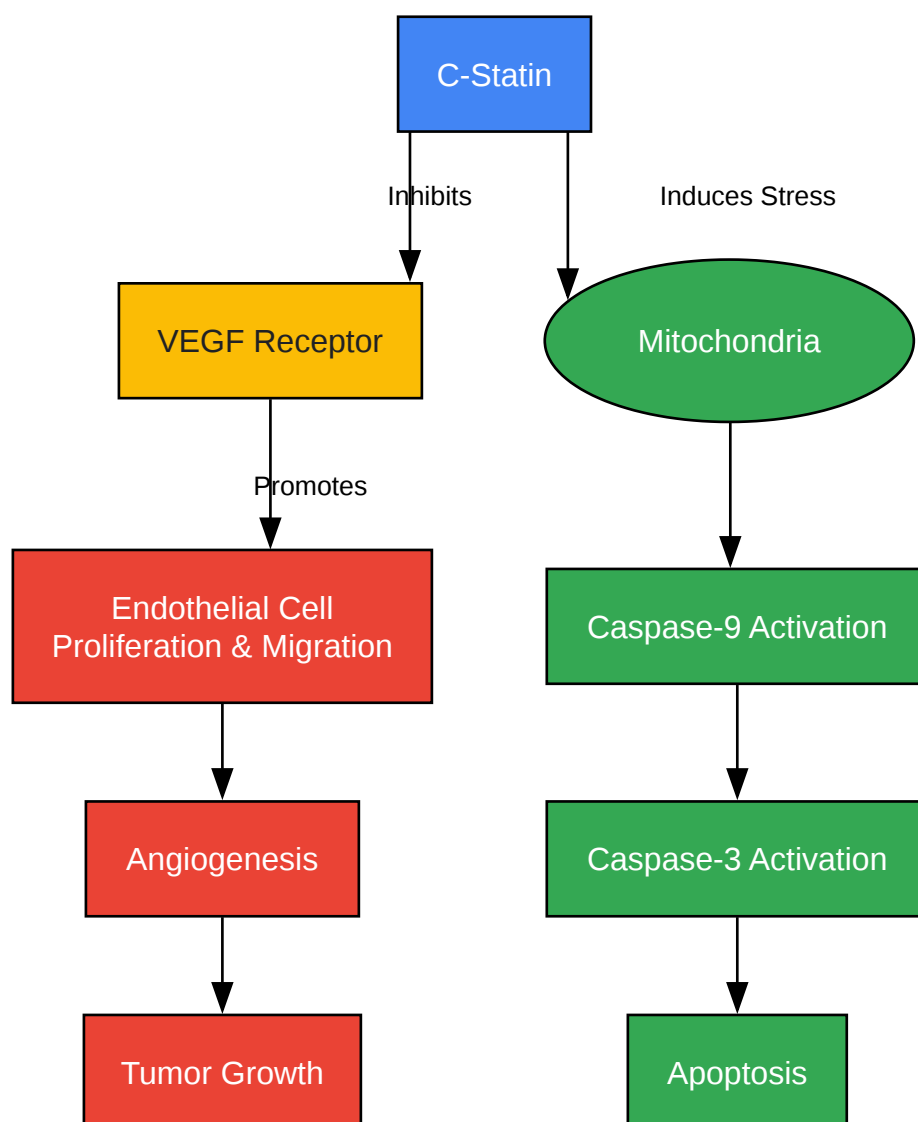 C-Statin
Inhibits
Induces Stress
VEGF Receptor
Mitochondria
Promotes
Endothelial Cell
Proliferation & Migration
Caspase-9 Activation
Angiogenesis
Caspase-3 Activation
Tumor Growth
Apoptosis